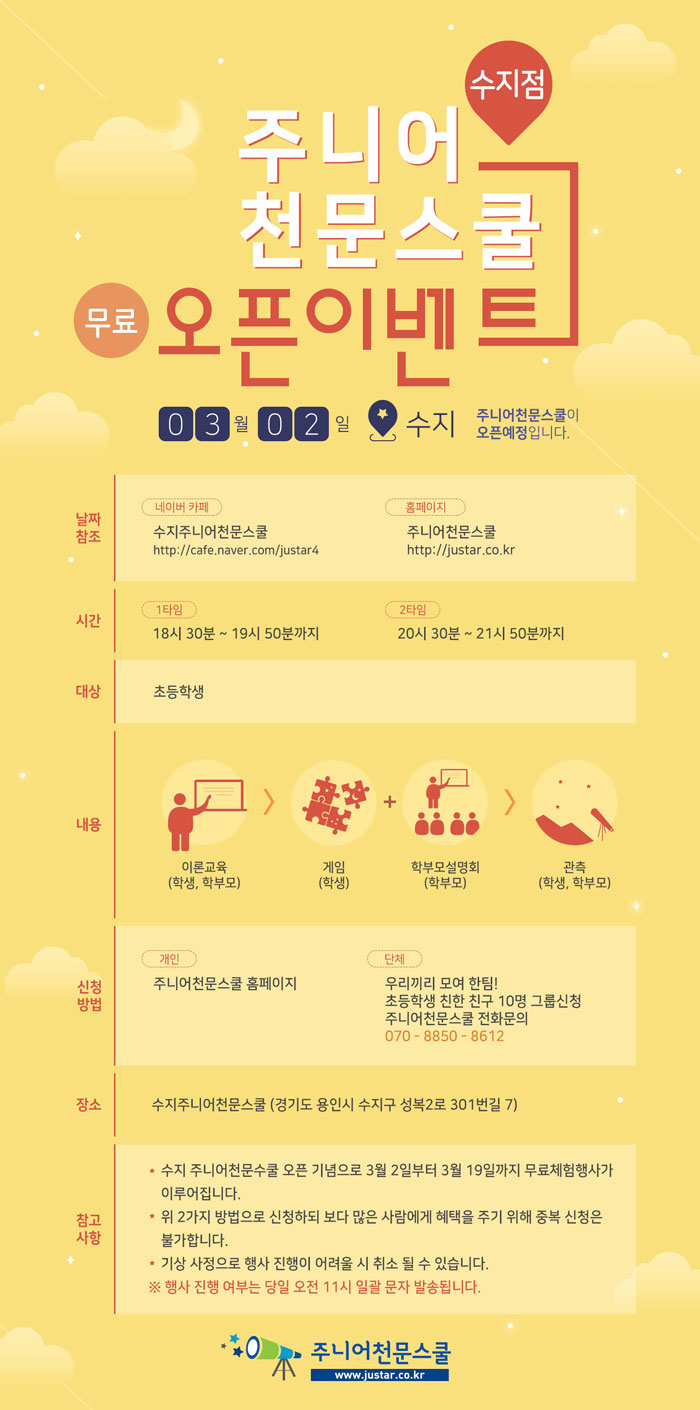 수지점
주니어
천문스쿨
무료
오픈이벤트
03월 02일 수지 주니어천문스쿨이
오픈예정입니다.
날짜
참조
네이버 카페
수지주니어천문스쿨
http://cafe.naver.com/justar4
홈페이지
주니어천문스쿨
http://justar.co.kr
시간
1타임
18시 30분 ~ 19시 50분까지
2타임
20시 30분 ~ 21시 50분까지
대상
초등학생
내용
이론교육
(학생, 학부모)
게임
(학생)
+
학부모설명회
(학부모)
관측
(학생, 학부모)
신청
방법
개인
주니어천문스쿨 홈페이지
단체
우리끼리 모여 한팀!
초등학생 친한 친구 10명 그룹신청
주니어천문스쿨 전화문의
070 - 8850 - 8612
장소
수지주니어천문스쿨 (경기도 용인시 수지구 성복2로 301번길 7)
참고
사항
* 수지 주니어천문수쿨 오픈 기념으로 3월 2일부터 3월 19일까지 무료체험행사가
이루어집니다.
* 위 2가지 방법으로 신청하되 보다 많은 사람에게 혜택을 주기 위해 중복 신청은
불가합니다.
* 기상 사정으로 행사 진행이 어려울 시 취소 될 수 있습니다.
※ 행사 진행 여부는 당일 오전 11시 일괄 문자 발송됩니다.
주니어천문스쿨
www.justar.co.kr